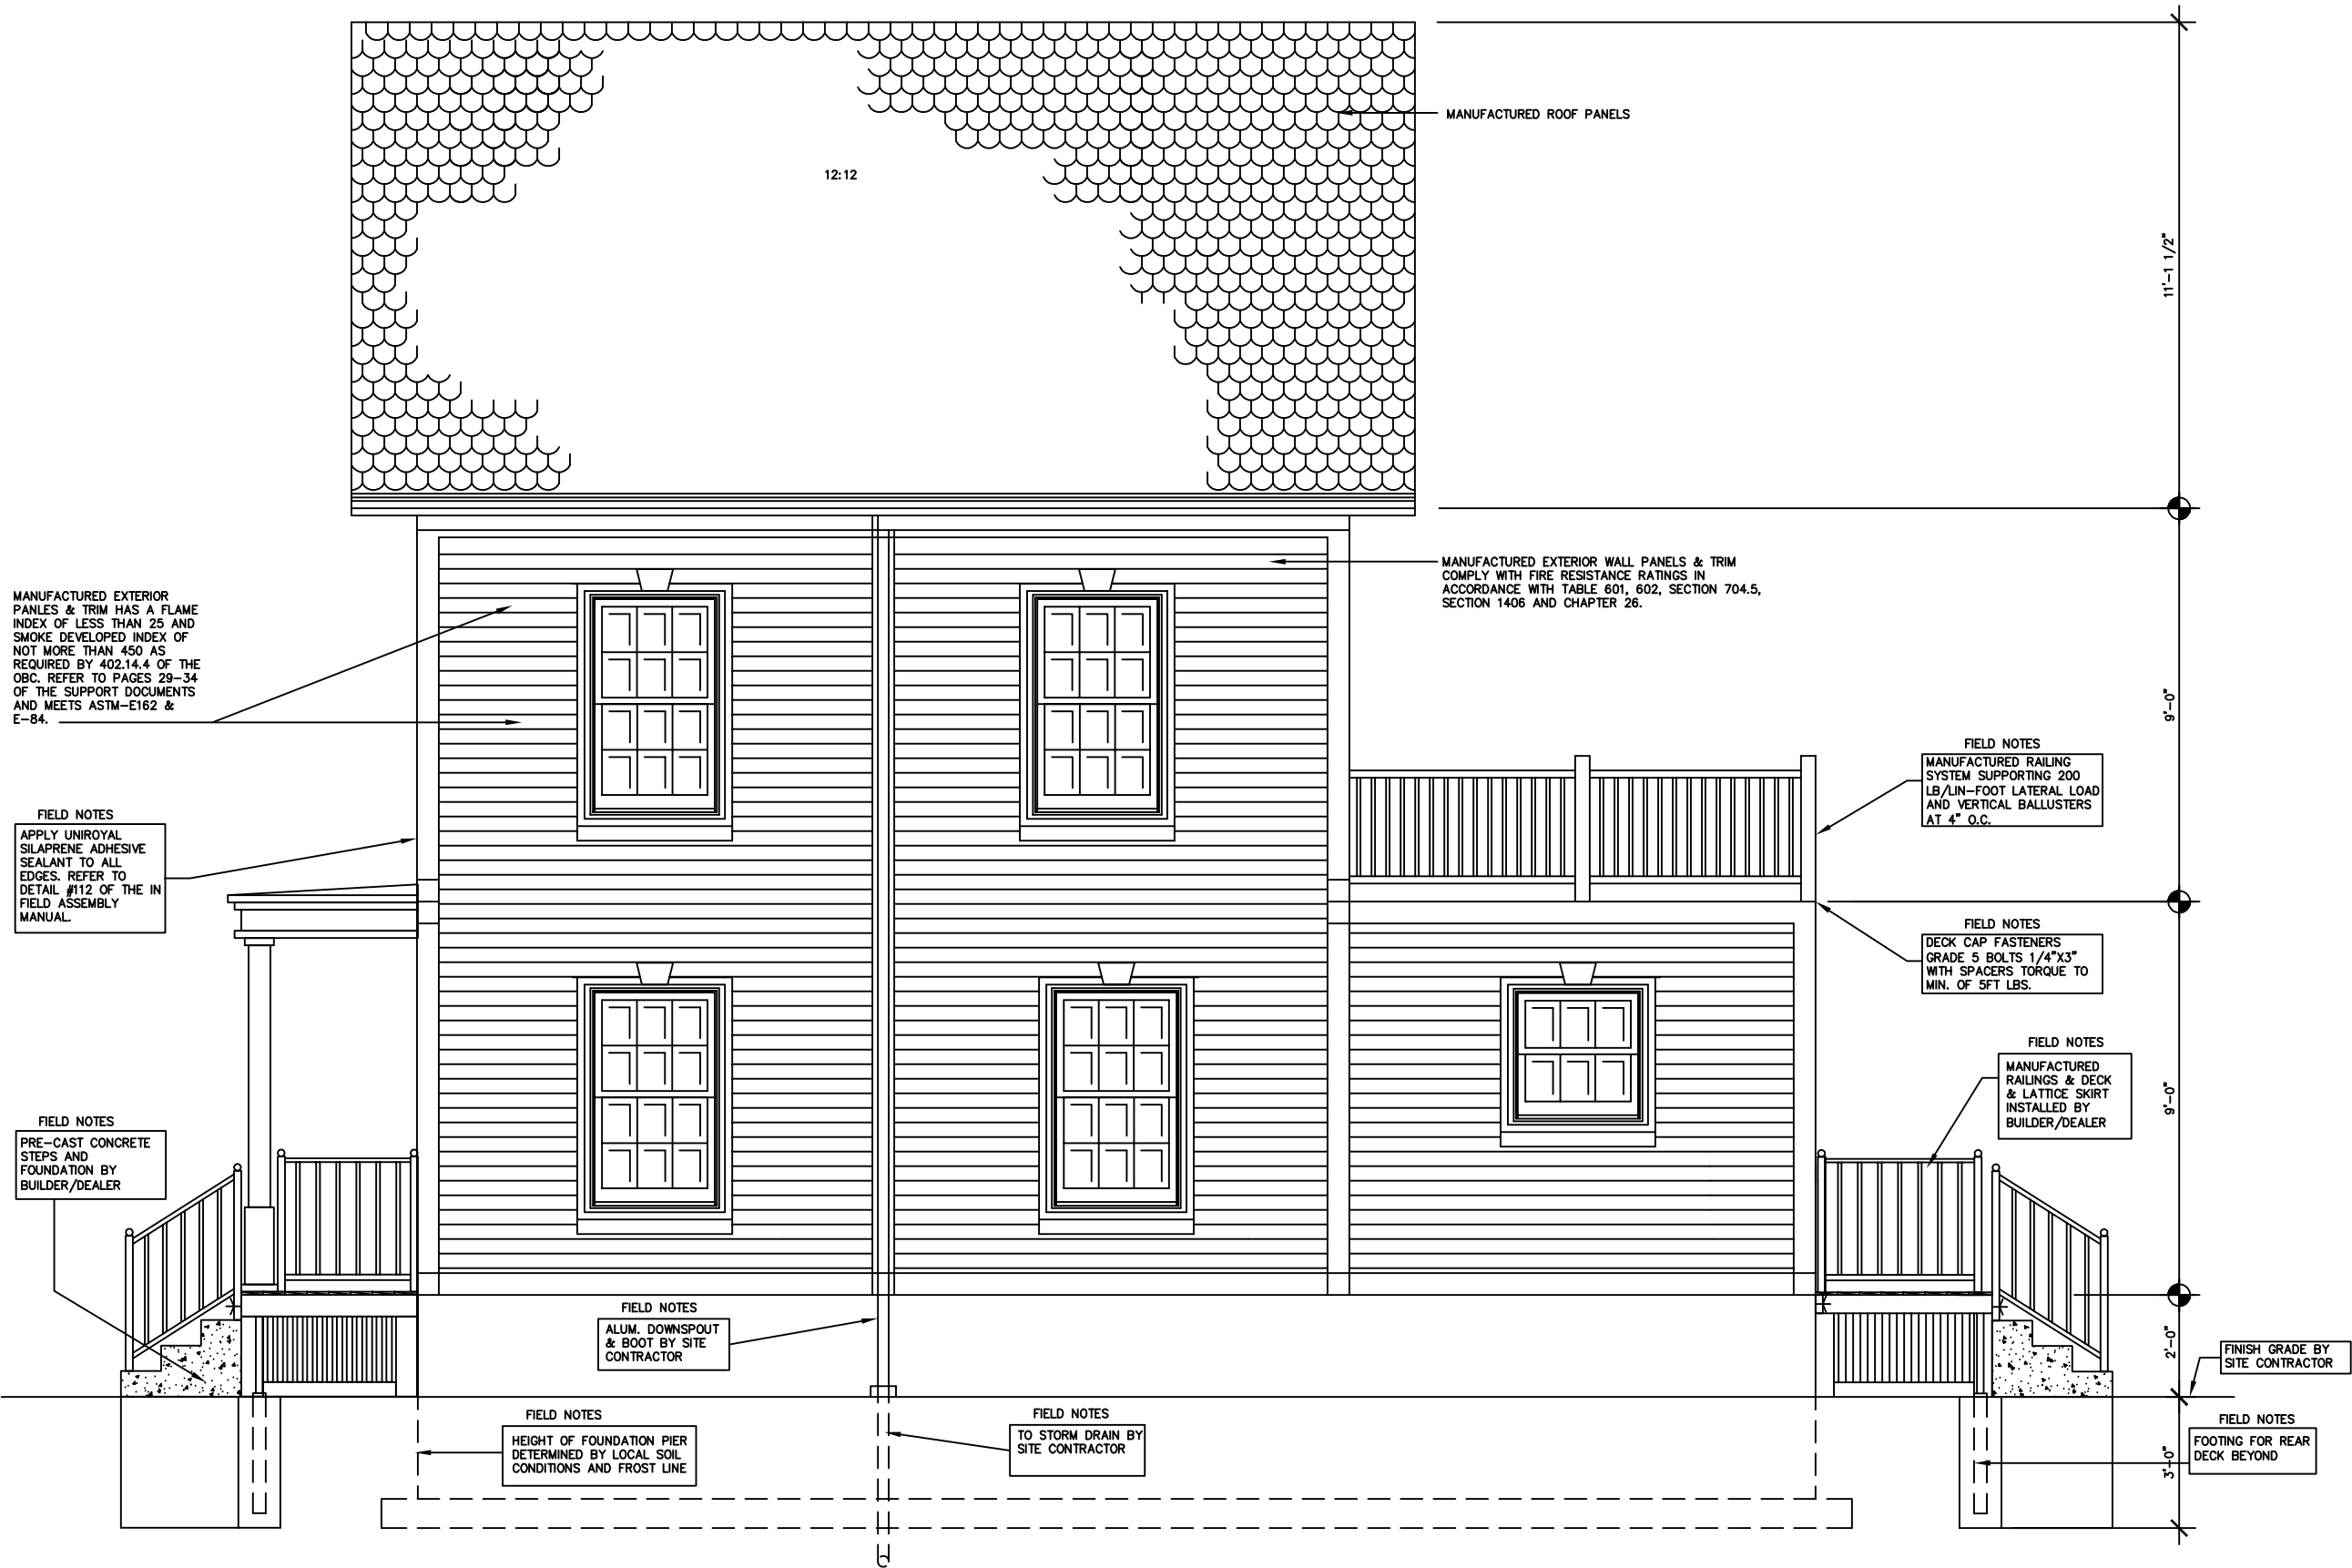 MANUFACTURED ROOF PANELS
12:12
11'-1 1/2"
MANUFACTURED EXTERIOR WALL PANELS & TRIM
COMPLY WITH FIRE RESISTANCE RATINGS IN
ACCORDANCE WITH TABLE 601, 602, SECTION 704.5,
SECTION 1406 AND CHAPTER 26.
MANUFACTURED EXTERIOR
PANLES & TRIM HAS A FLAME
INDEX OF LESS THAN 25 AND
SMOKE DEVELOPED INDEX OF
NOT MORE THAN 450 AS
REQUIRED BY 402.14.4 OF THE
OBC. REFER TO PAGES 29-34
OF THE SUPPORT DOCUMENTS
AND MEETS ASTM-E162 &
E-84.
9'-0"
FIELD NOTES
MANUFACTURED RAILING
SYSTEM SUPPORTING 200
LB/LIN-FOOT LATERAL LOAD
AND VERTICAL BALLUSTERS
AT 4" O.C.
FIELD NOTES
APPLY UNIROYAL
SILAPRENE ADHESIVE
SEALANT TO ALL
EDGES. REFER TO
DETAIL #112 OF THE IN
FIELD ASSEMBLY
MANUAL.
FIELD NOTES
DECK CAP FASTENERS
GRADE 5 BOLTS 1/4"X3"
WITH SPACERS TORQUE TO
MIN. OF 5FT LBS.
FIELD NOTES
MANUFACTURED
RAILINGS & DECK
& LATTICE SKIRT
INSTALLED BY
BUILDER/DEALER
9'-0"
FIELD NOTES
PRE-CAST CONCRETE
STEPS AND
FOUNDATION BY
BUILDER/DEALER
FIELD NOTES
ALUM. DOWNSPOUT
& BOOT BY SITE
CONTRACTOR
2'-0"
FINISH GRADE BY
SITE CONTRACTOR
FIELD NOTES
HEIGHT OF FOUNDATION PIER
DETERMINED BY LOCAL SOIL
CONDITIONS AND FROST LINE
FIELD NOTES
TO STORM DRAIN BY
SITE CONTRACTOR
FIELD NOTES
FOOTING FOR REAR
DECK BEYOND
3'-0"